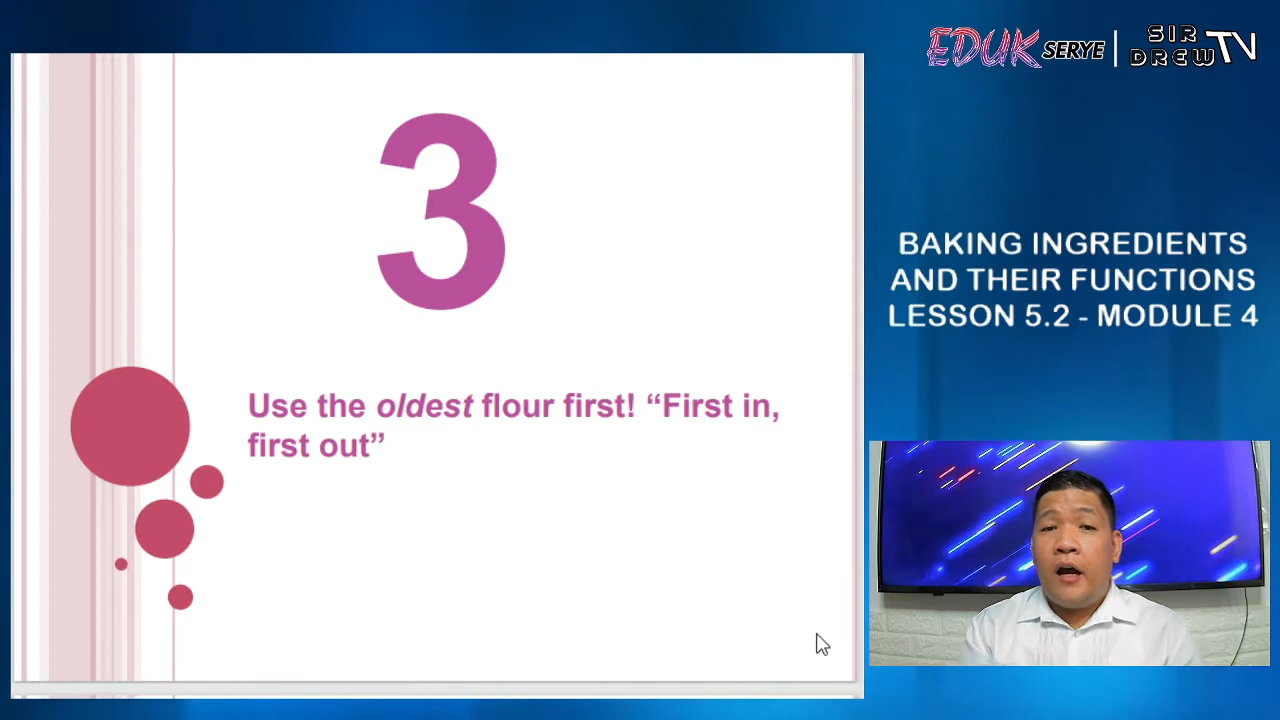 EDUK SERYE | SIR DREW TV
3
Use the oldest flour first! “First in,
first out”
BAKING INGREDIENTS
AND THEIR FUNCTIONS
LESSON 5.2 - MODULE 4